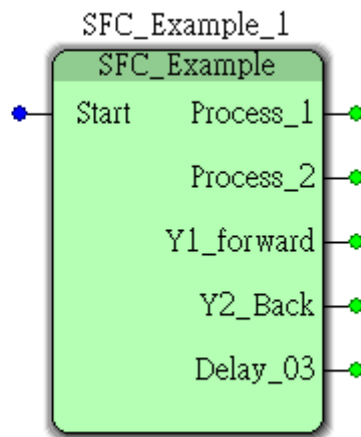 SFC_Example_1
SFC_Example
Start Process_1
Process_2
Y1_forward
Y2_Back
Delay_03